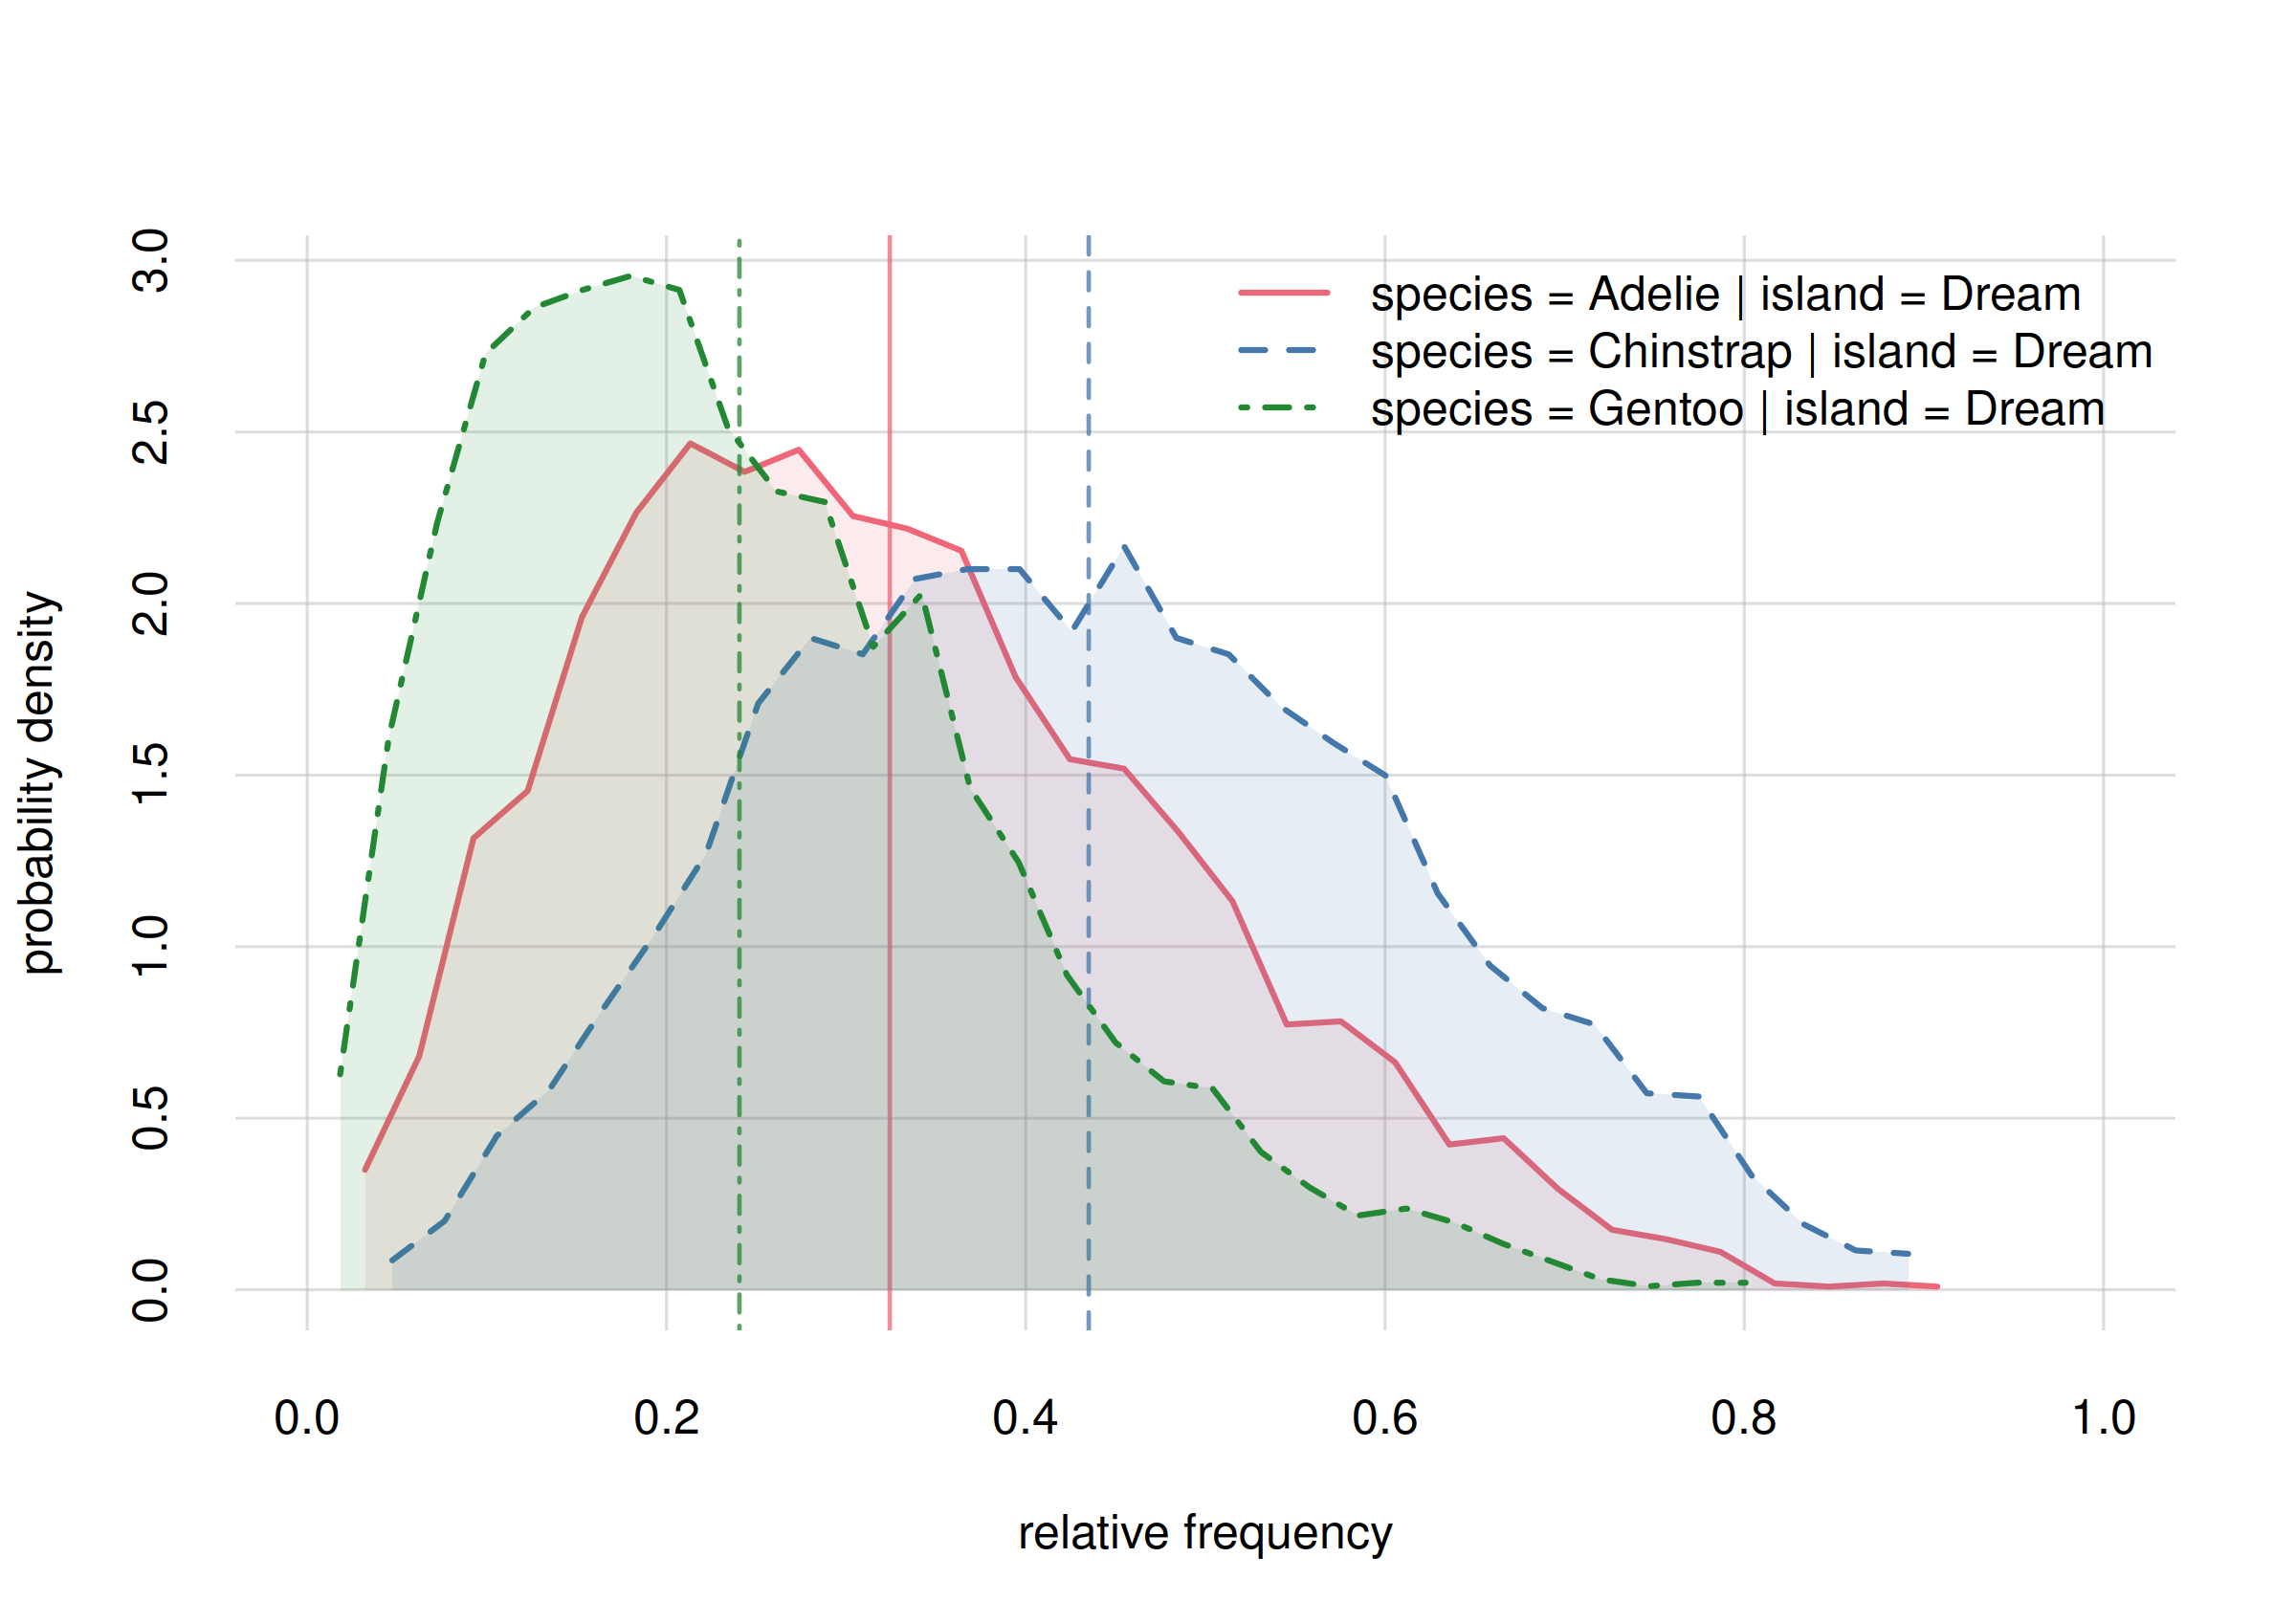 3.0
2.5
2.0
1.5
1.0
0.5
0.0
probability density
species = Adelie | island = Dream
species = Chinstrap | island = Dream
species = Gentoo | island = Dream
0.0 0.2 0.4 0.6 0.8 1.0
relative frequency